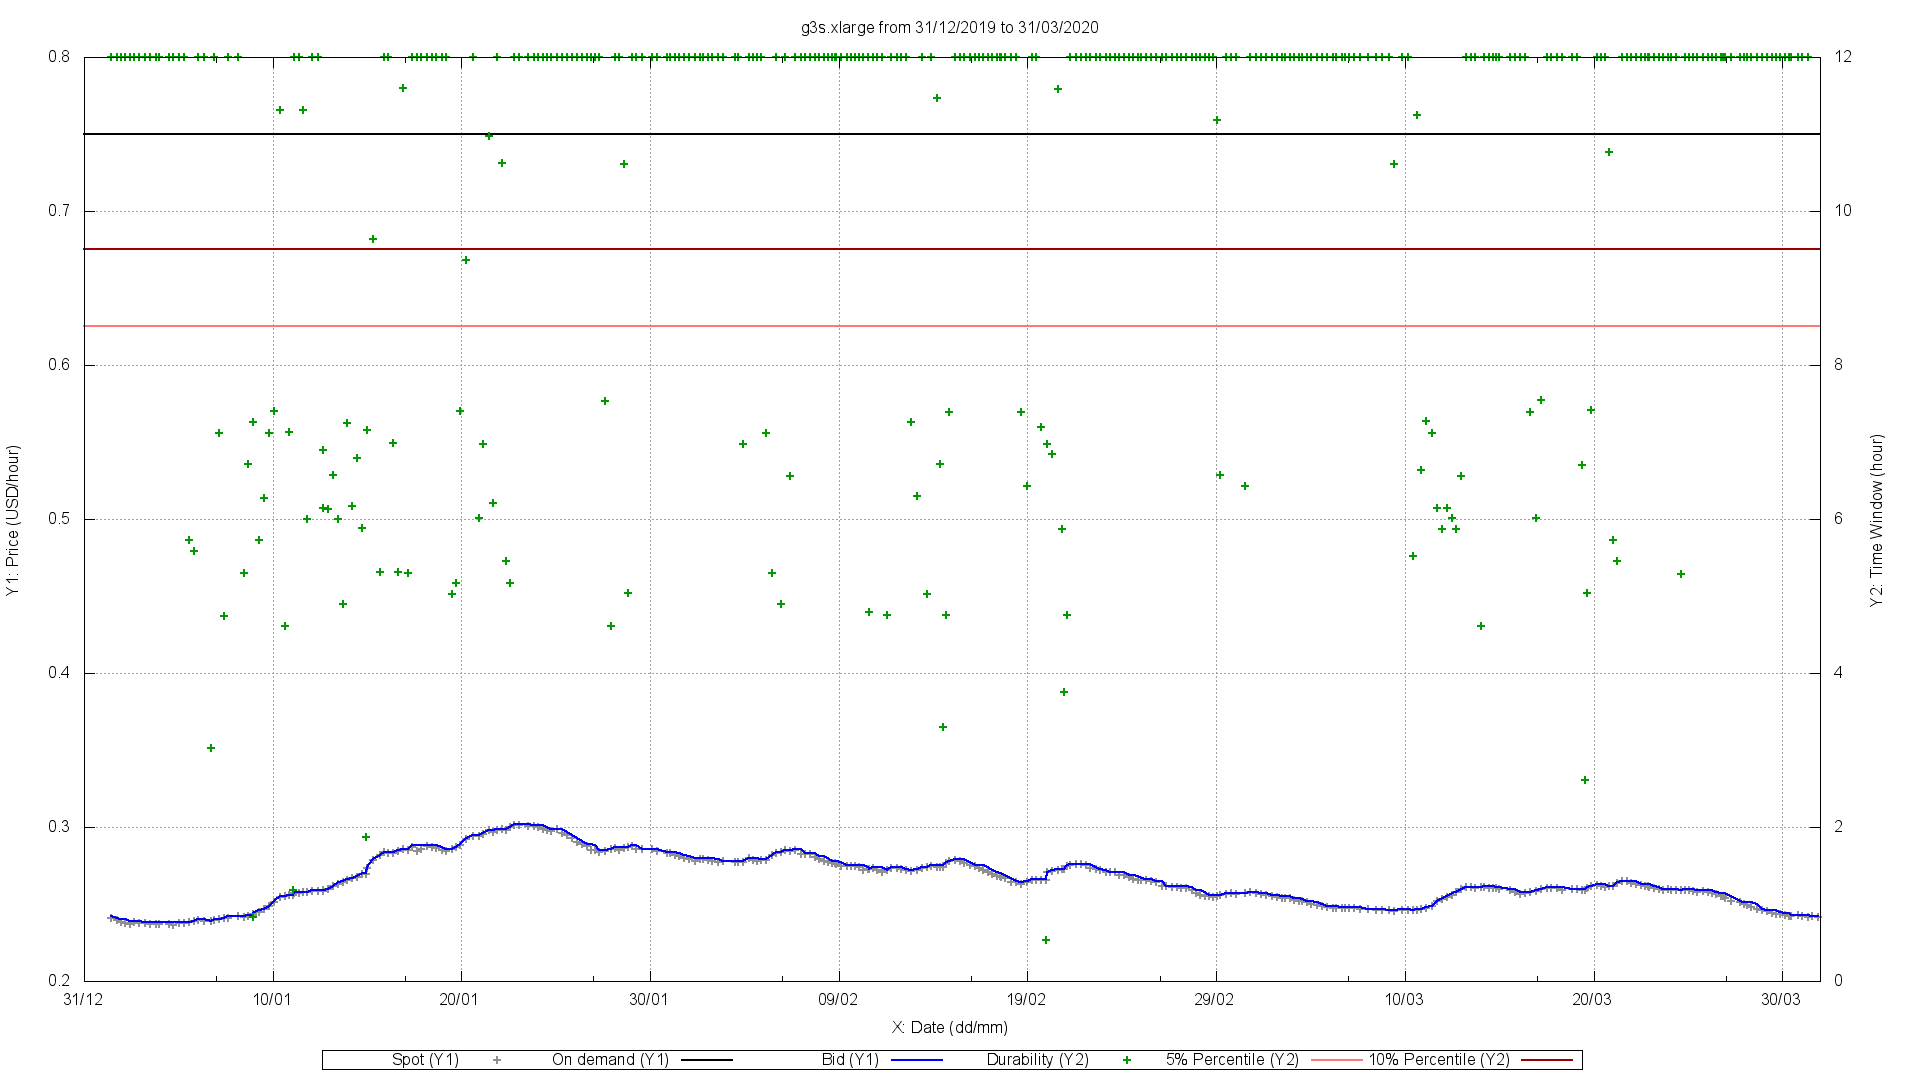 g3s.xlarge from 31/12/2019 to 31/03/2020
0.8
0.7
0.6
0.5
0.4
0.3
0.2
Y1: Price (USD/hour)
12
10
8
6
4
2
0
Y2: Time Window (hour)
31/12 10/01 20/01 30/01 09/02 19/02 29/02 10/03 20/03 30/03
X: Date (dd/mm)
Spot (Y1) On demand (Y1) Bid (Y1) Durability (Y2) 5% Percentile (Y2) 10% Percentile (Y2)